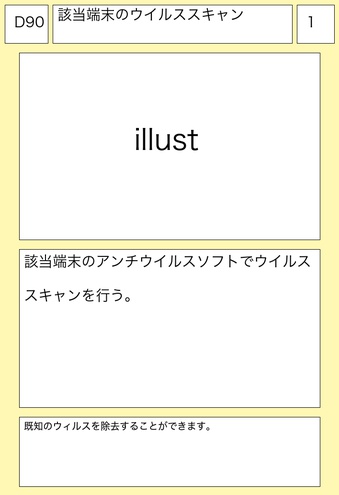 D90
該当端末のウイルススキャン
1
illust
該当端末のアンチウイルスソフトでウイルス
スキャンを行う。
既知のウィルスを除去することができます。